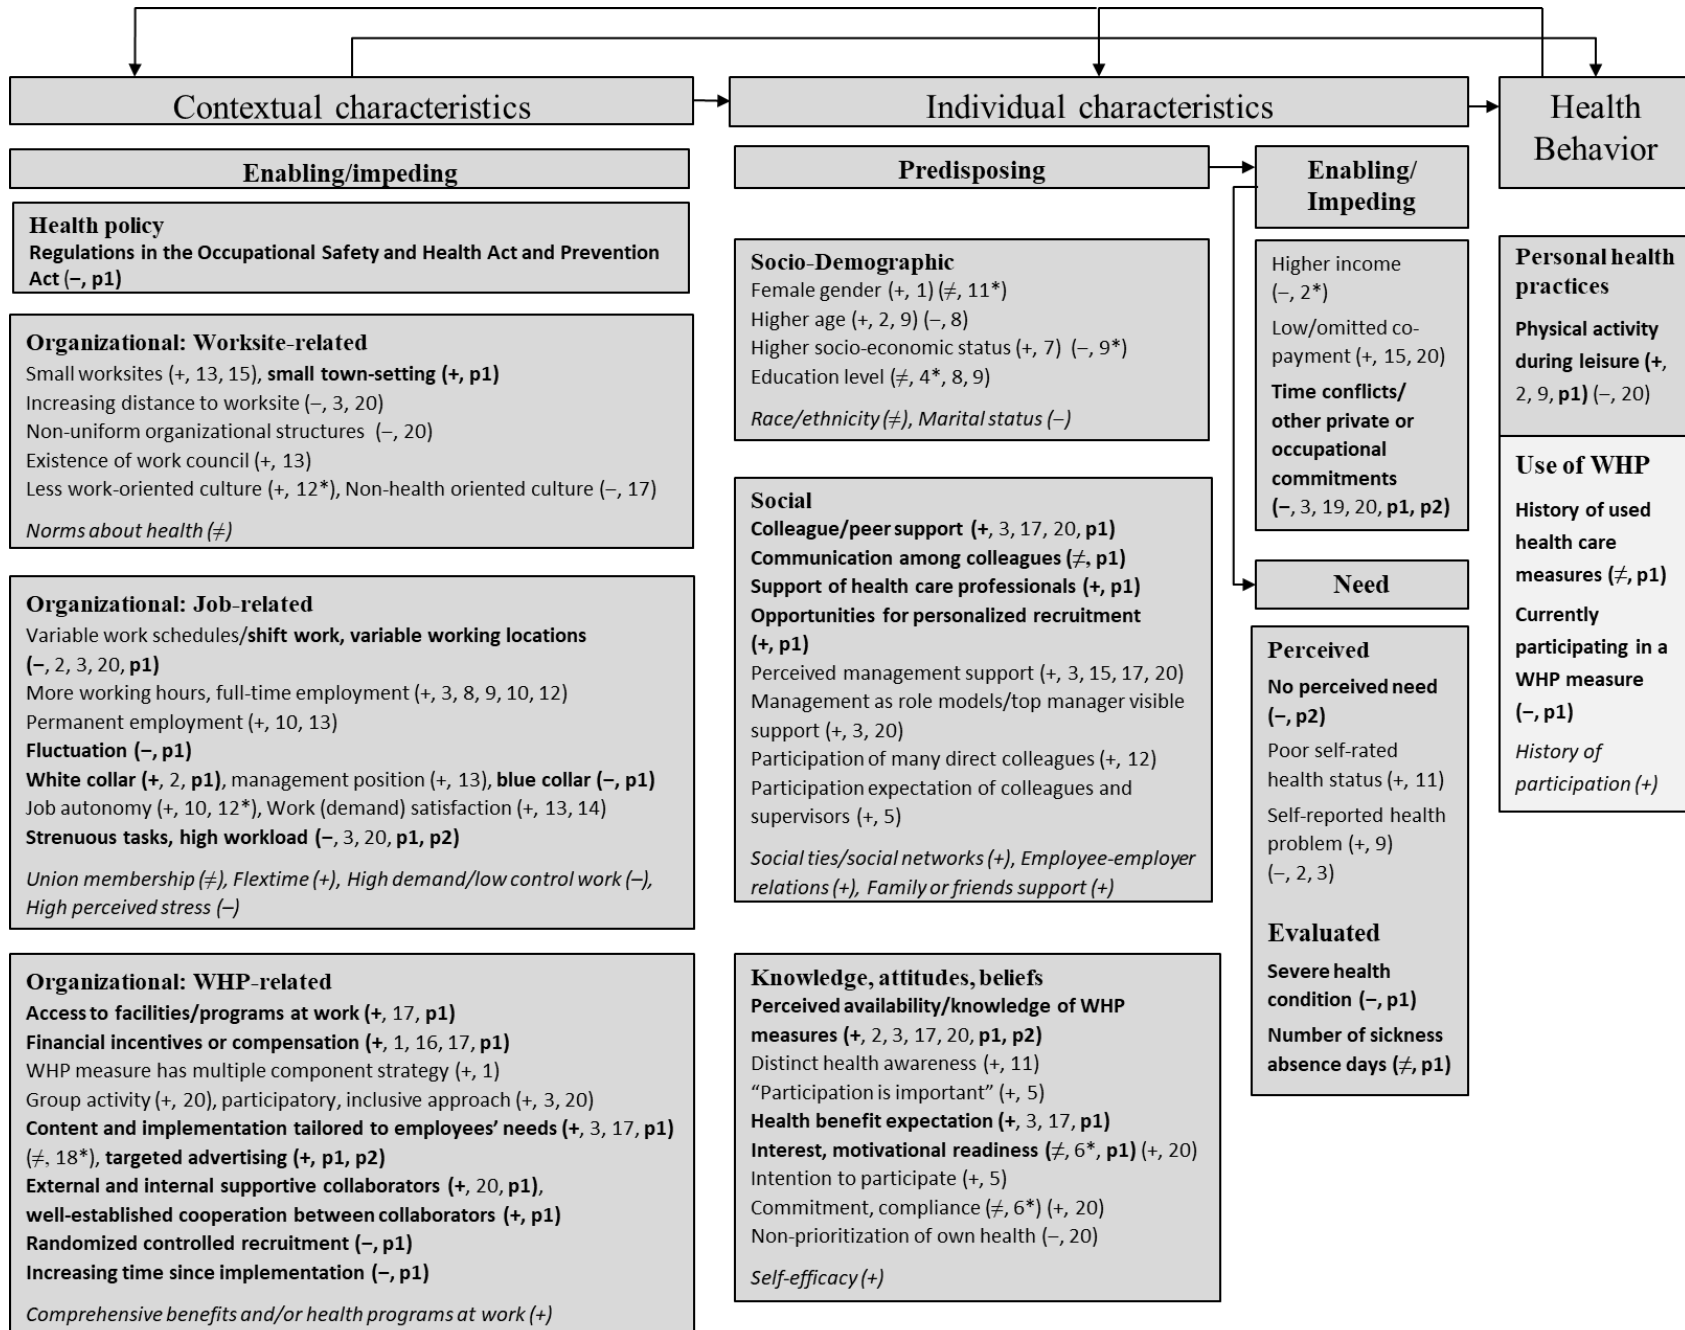 Contextual characteristics
Individual characteristics
Health
Behavior
Enabling/impeding
Predisposing
Enabling/
Impeding
Health policy
Regulations in the Occupational Safety and Health Act and Prevention
Act (–, p1)
Organizational: Worksite-related
Small worksites (+, 13, 15), small town-setting (+, p1)
Increasing distance to worksite (–, 3, 20)
Non-uniform organizational structures (–, 20)
Existence of work council (+, 13)
Less work-oriented culture (+, 12*), Non-health oriented culture (–, 17)
Norms about health (≠)
Organizational: Job-related
Variable work schedules/shift work, variable working locations
(–, 2, 3, 20, p1)
More working hours, full-time employment (+, 3, 8, 9, 10, 12)
Permanent employment (+, 10, 13)
Fluctuation (–, p1)
White collar (+, 2, p1), management position (+, 13), blue collar (–, p1)
Job autonomy (+, 10, 12*), Work (demand) satisfaction (+, 13, 14)
Strenuous tasks, high workload (–, 3, 20, p1, p2)
Union membership (≠), Flextime (+), High demand/low control work (–),
High perceived stress (–)
Organizational: WHP-related
Access to facilities/programs at work (+, 17, p1)
Financial incentives or compensation (+, 1, 16, 17, p1)
WHP measure has multiple component strategy (+, 1)
Group activity (+, 20), participatory, inclusive approach (+, 3, 20)
Content and implementation tailored to employees’ needs (+, 3, 17, p1)
(≠, 18*), targeted advertising (+, p1, p2)
External and internal supportive collaborators (+, 20, p1),
well-established cooperation between collaborators (+, p1)
Randomized controlled recruitment (–, p1)
Increasing time since implementation (–, p1)
Comprehensive benefits and/or health programs at work (+)
Socio-Demographic
Female gender (+, 1) (≠, 11*)
Higher age (+, 2, 9) (–, 8)
Higher socio-economic status (+, 7) (–, 9*)
Education level (≠, 4*, 8, 9)
Race/ethnicity (≠), Marital status (–)
Social
Colleague/peer support (+, 3, 17, 20, p1)
Communication among colleagues (≠, p1)
Support of health care professionals (+, p1)
Opportunities for personalized recruitment
(+, p1)
Perceived management support (+, 3, 15, 17, 20)
Management as role models/top manager visible
support (+, 3, 20)
Participation of many direct colleagues (+, 12)
Participation expectation of colleagues and
supervisors (+, 5)
Social ties/social networks (+), Employee-employer
relations (+), Family or friends support (+)
Knowledge, attitudes, beliefs
Perceived availability/knowledge of WHP
measures (+, 2, 3, 17, 20, p1, p2)
Distinct health awareness (+, 11)
“Participation is important” (+, 5)
Health benefit expectation (+, 3, 17, p1)
Interest, motivational readiness (≠, 6*, p1) (+, 20)
Intention to participate (+, 5)
Commitment, compliance (≠, 6*) (+, 20)
Non-prioritization of own health (–, 20)
Self-efficacy (+)
Higher income
(–, 2*)
Low/omitted co-
payment (+, 15, 20)
Time conflicts/
other private or
occupational
commitments
(–, 3, 19, 20, p1, p2)
Need
Perceived
No perceived need
(–, p2)
Poor self-rated
health status (+, 11)
Self-reported health
problem (+, 9)
(–, 2, 3)
Evaluated
Severe health
condition (–, p1)
Number of sickness
absence days (≠, p1)
Personal health
practices
Physical activity
during leisure (+,
2, 9, p1) (–, 20)
Use of WHP
History of used
health care
measures (≠, p1)
Currently
participating in a
WHP measure
(–, p1)
History of
participation (+)